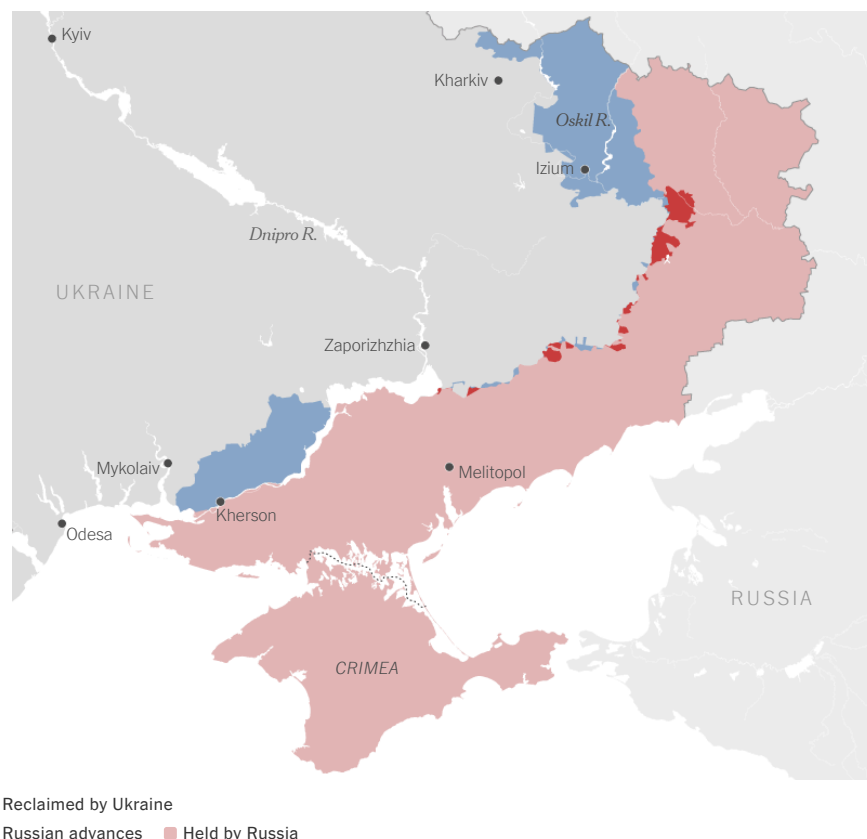 Kyiv
Kharkiv
Oskil R.
Izium
Dnipro R.
UKRAINE
Zaporizhzhia
Mykolaiv
Melitopol
Kherson
Odesa
RUSSIA
CRIMEA
Reclaimed by Ukraine
Russian advances Held by Russia